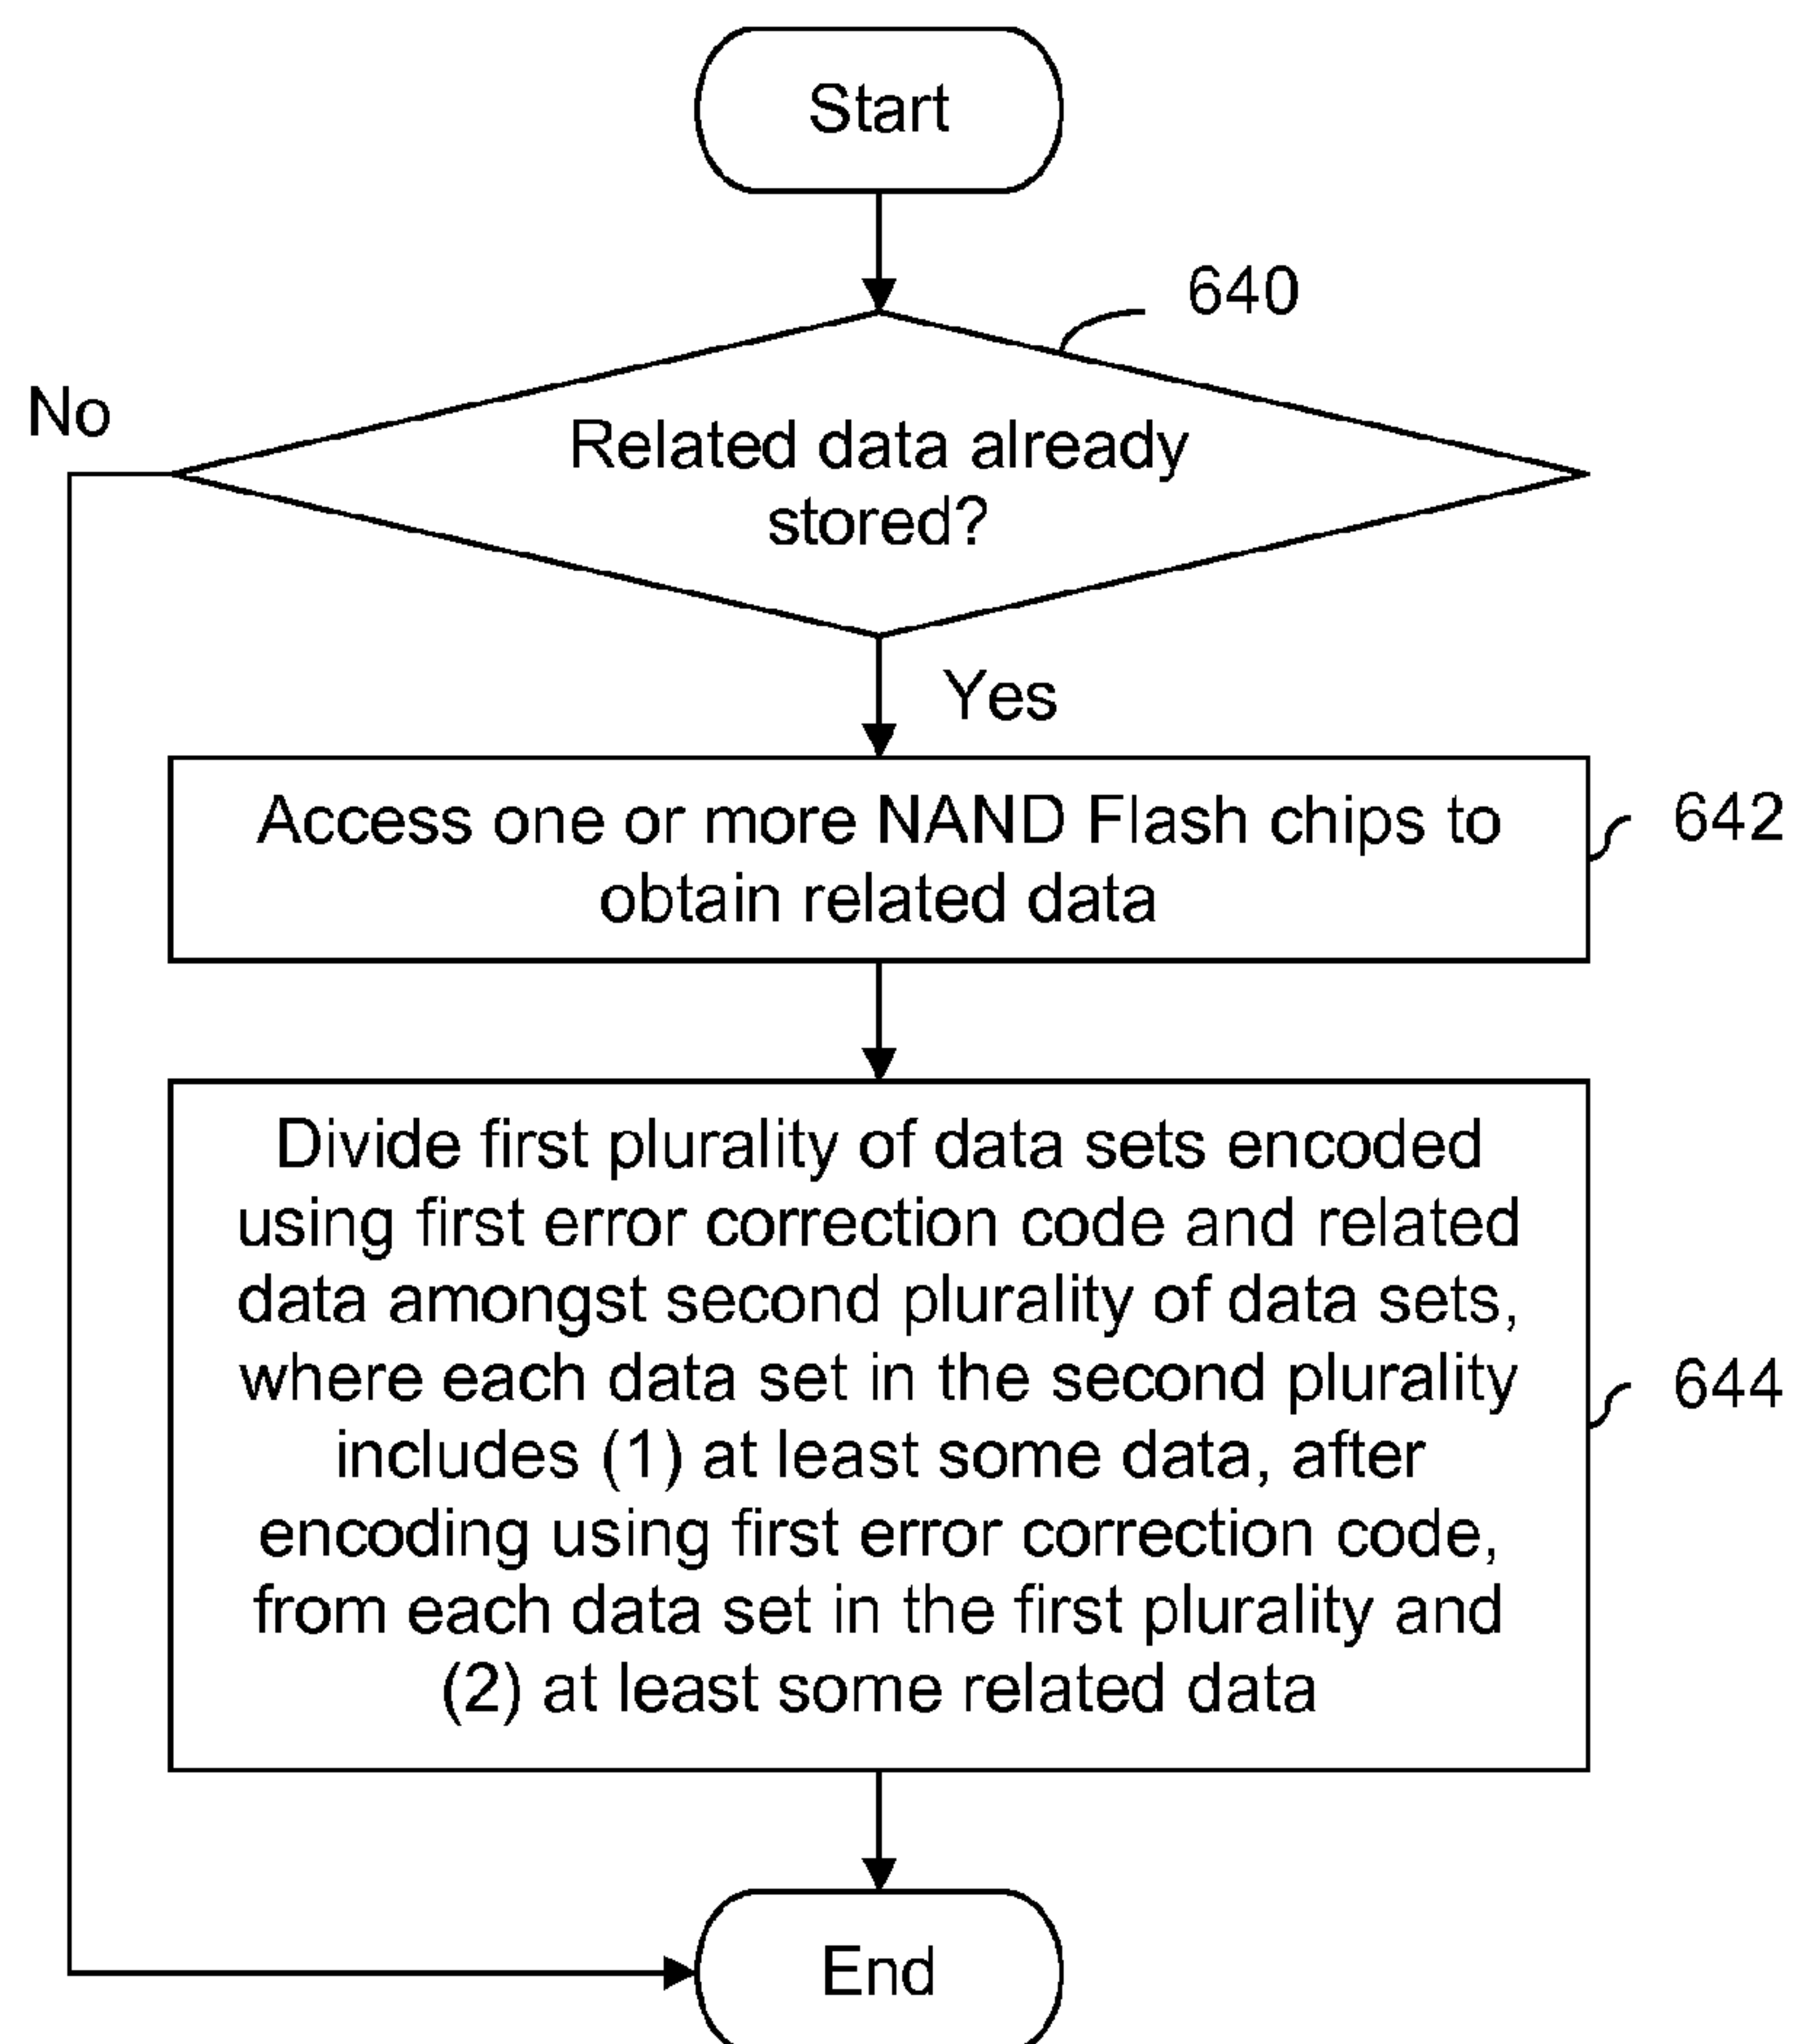 Start
640
No
Related data already
stored?
Yes
Access one or more NAND Flash chips to
obtain related data
642
Divide first plurality of data sets encoded
using first error correction code and related
data amongst second plurality of data sets,
where each data set in the second plurality
includes (1) at least some data, after
encoding using first error correction code,
from each data set in the first plurality and
(2) at least some related data
644
End